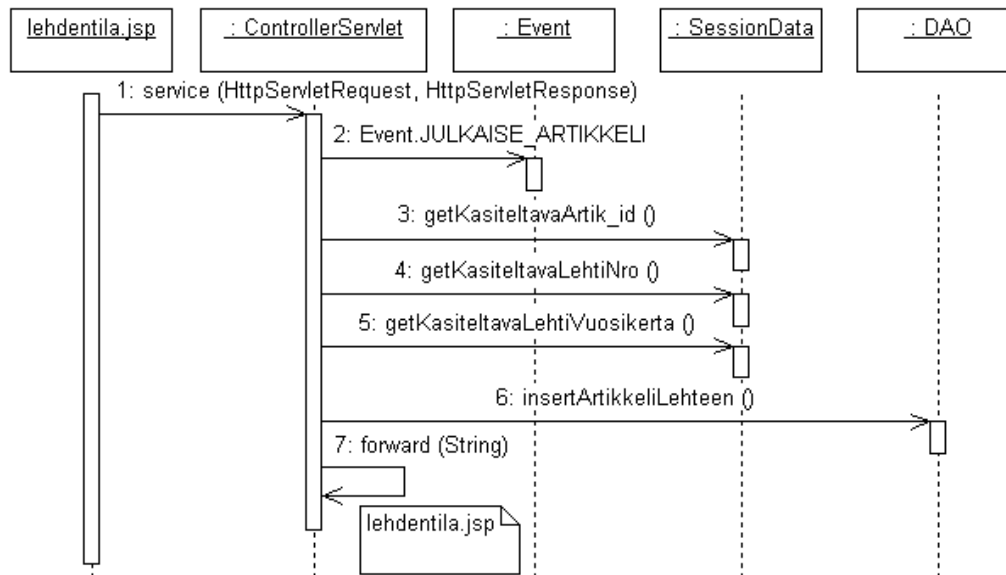 lehdentila.jsp
: ControllerServlet
: Event
: SessionData
: DAO
1: service (HttpServletRequest, HttpServletResponse)
2: Event.JULKAISE_ARTIKKELI
3: getKasiteltavaArtik_id ()
4: getKasiteltavaLehtiNro ()
5: getKasiteltavaLehtiVuosikerta ()
6: insertArtikkeliLehteen ()
7: forward (String)
lehdentila.jsp